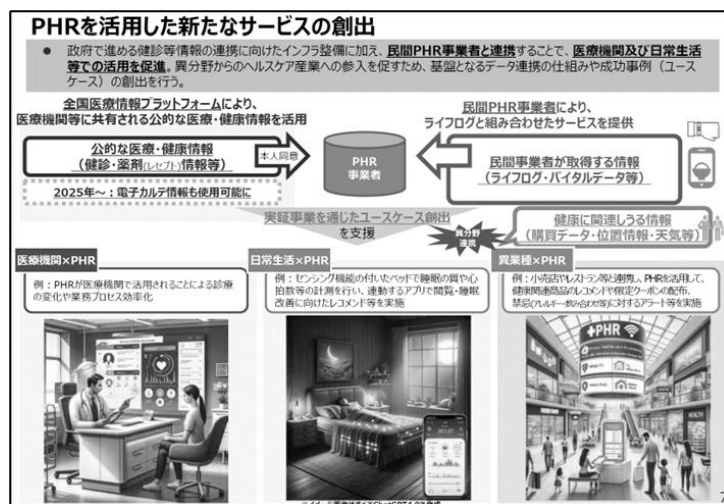 PHRを活用した新たなサービスの創出
● 政府で進める健診等情報の連携に向けたインフラ整備に加え、民間PHR事業者と連携することで、医療機関及び日常生活
等での活用を促進。異分野からのヘルスケア産業への参入を促すため、基盤となるデータ連携の仕組みや成功事例（ユース
ケース）の創出を行う。
全国医療情報プラットフォームにより、
医療機関等に共有される公的な医療・健康情報を活用
民間PHR事業者により、
ライフログと組み合わせたサービスを提供
公的な医療・健康情報
（健診・薬剤(レセプト)情報等）
本人同意
PHR
事業者
民間事業者が取得する情報
（ライフログ・バイタルデータ等）
2025年～：電子カルテ情報も使用可能に
実証事業を通じたユースケース創出
を支援
異分野
連携
健康に関連しうる情報
（購買データ・位置情報・天気等）
医療機関×PHR
例：PHRが医療機関で活用されることによる診療
の変化や業務プロセス効率化
日常生活×PHR
例：センシング機能の付いたベッドで睡眠の質や心
拍数等の計測を行い、連動するアプリで閲覧・睡眠
改善に向けたレコメンド等を実施
異業種×PHR
例：小売店やレストラン等と連携し、PHRを活用して、
健康関連商品のレコメンドや限定クーポンの配布、
禁忌(アレルギー・飲み合わせ等)に対するアラート等を実施
+PHR